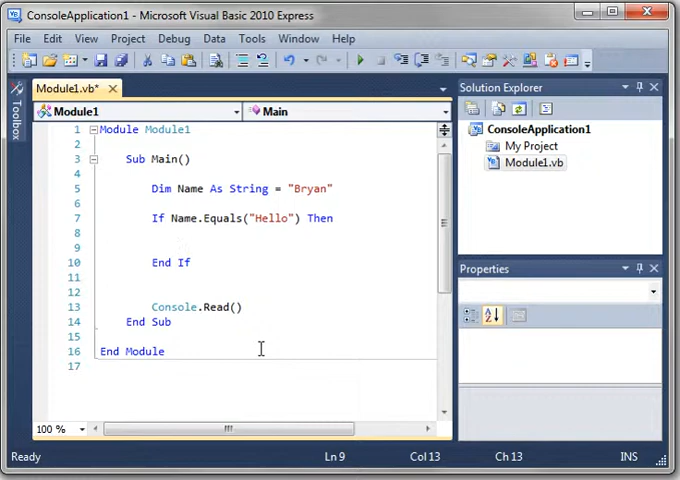 ConsoleApplication1 - Microsoft Visual Basic 2010 Express
File Edit View Project Debug Data Tools Window Help
Toolbox
Module1.vb*
Module1 Main
1 Module Module1
2
3 Sub Main()
4
5 Dim Name As String = "Bryan"
6
7 If Name.Equals("Hello") Then
8
9
10 End If
11
12
13 Console.Read()
14 End Sub
15
16 End Module
17
100 %
Solution Explorer
ConsoleApplication1
My Project
Module1.vb
Properties
Ready Ln 9 Col 13 Ch 13 INS